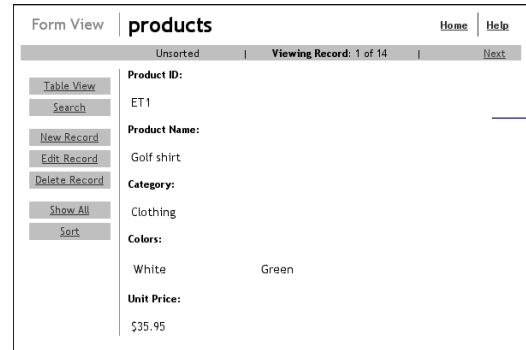 Form View products Home Help
Unsorted | Viewing Record: 1 of 14 | Next
Table View
Search
New Record
Edit Record
Delete Record
Show All
Sort
Product ID:
ET1
Product Name:
Golf shirt
Category:
Clothing
Colors:
White Green
Unit Price:
$35.95